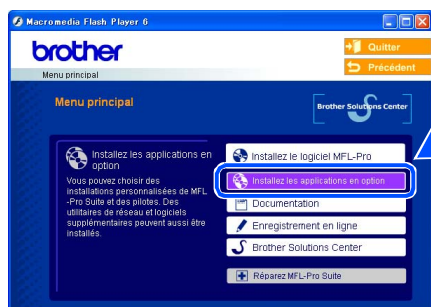 Macromedia Flash Player 6
brother
Quitter
Précédent
Menu principal
Menu principal
Brother Solutions Center
Installez les applications en
option
Vous pouvez choisir des
installations personnalisées de MFL
-Pro Suite et des pilotes. Des
utilitaires de réseau et logiciels
supplémentaires peuvent aussi être
installés.
Installez le logiciel MFL-Pro
Installez les applications en option
Documentation
Enregistrement en ligne
Brother Solutions Center
Réparez MFL-Pro Suite